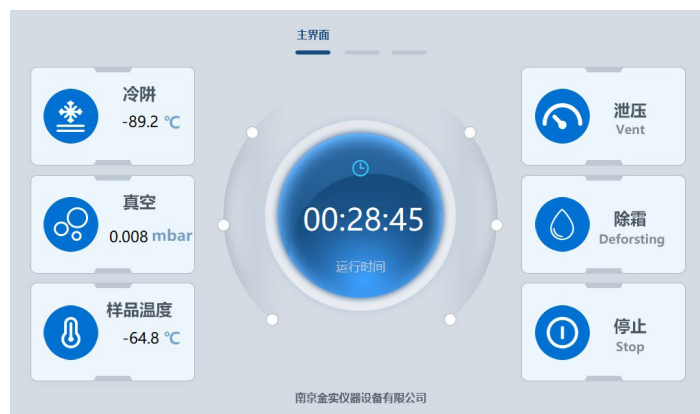 主界面
冷阱
-89.2 ℃
真空
0.008 mbar
样品温度
-64.8 ℃
00:28:45
运行时间
泄压
Vent
除霜
Deforsting
停止
Stop
南京金实仪器设备有限公司